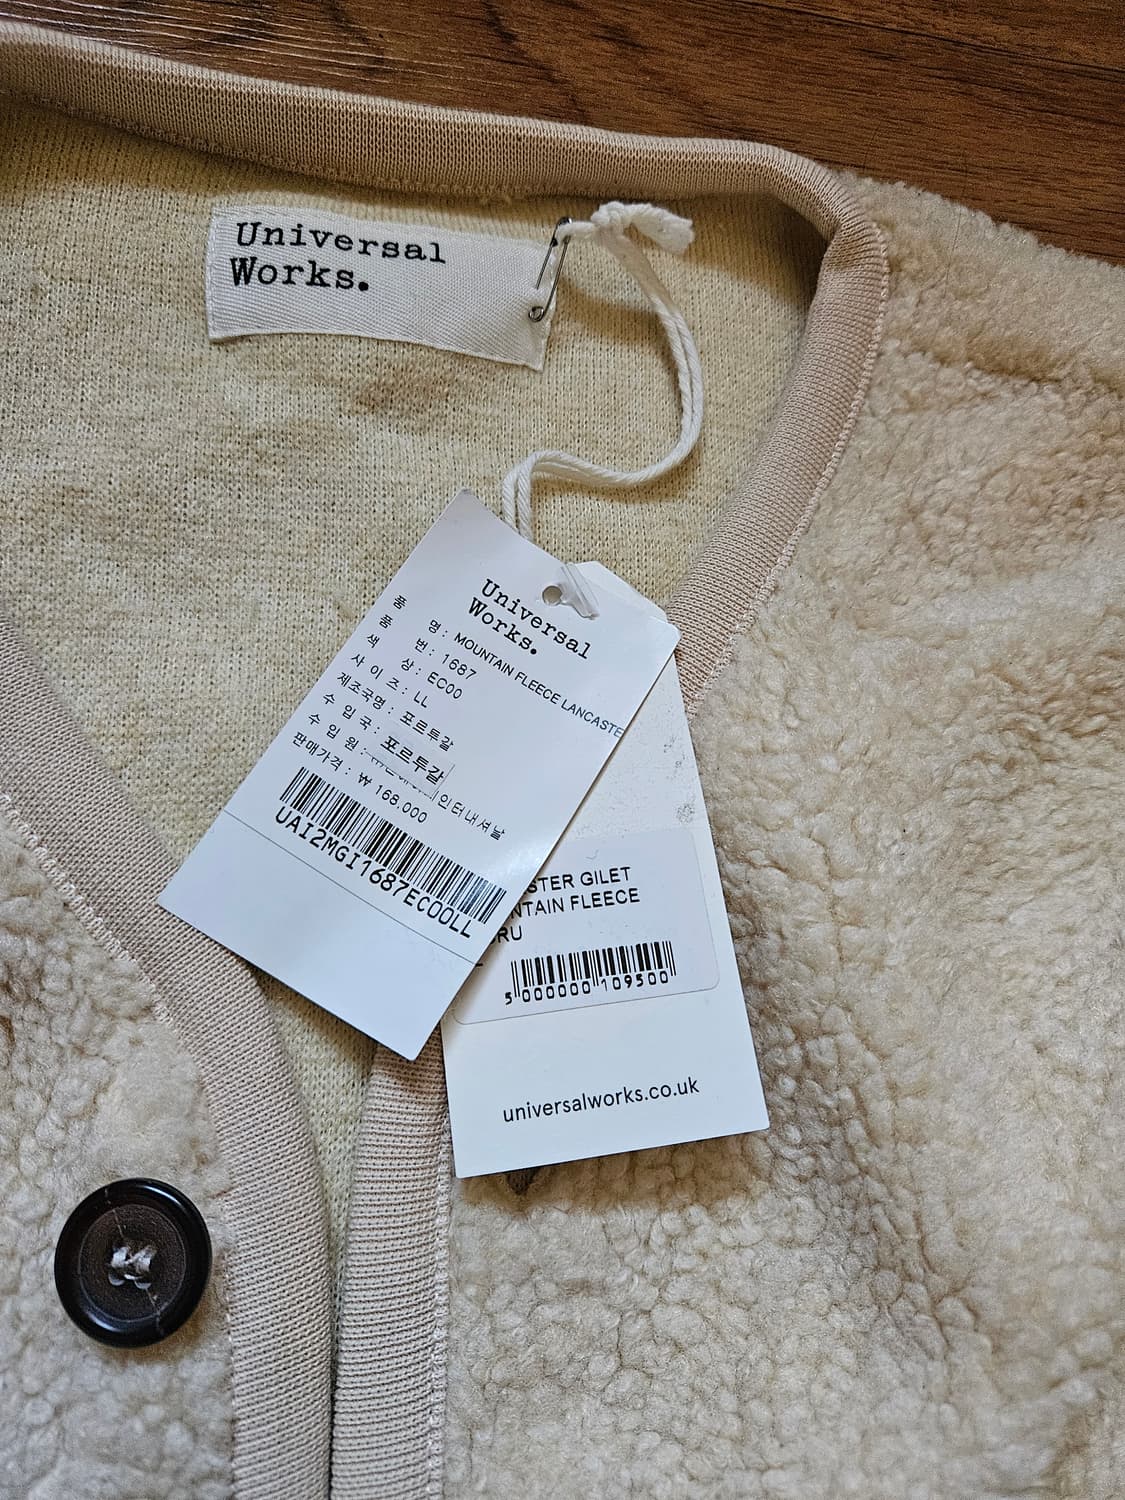 Universal
Works.
Universal
Works.
품 명 : MOUNTAIN FLEECE LANCASTE
품 번 : 1687
색 상 : EC00
사 이 즈 : LL
제조국명 : 포르투갈
수 입 국 : 포르투갈
수 입 원 : 인터내셔날
판매가격 : ₩ 168,000
UAI2MGI1687EC00LL
STER GILET
NTAIN FLEECE
RU
5 000000 109500
universalworks.co.uk